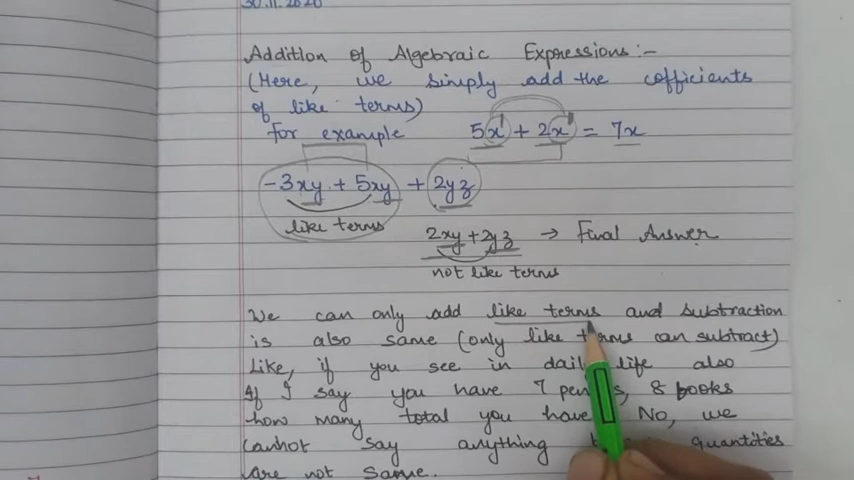 30.11.2020
Addition of Algebraic Expressions:-
(Here, we simply add the cofficients
of like terms)
for example 5x¹ + 2x¹ = 7x
-3xy + 5xy + 2yz
like terms
2xy+2yz → Final Answer
not like terms
We can only add like terms and subtraction
is also same (only like terms can subtract)
Like, if you see in daily life also
If I say you have 7 pens, 8 books
how many total you have No, we
cannot say anything quantities
are not same.